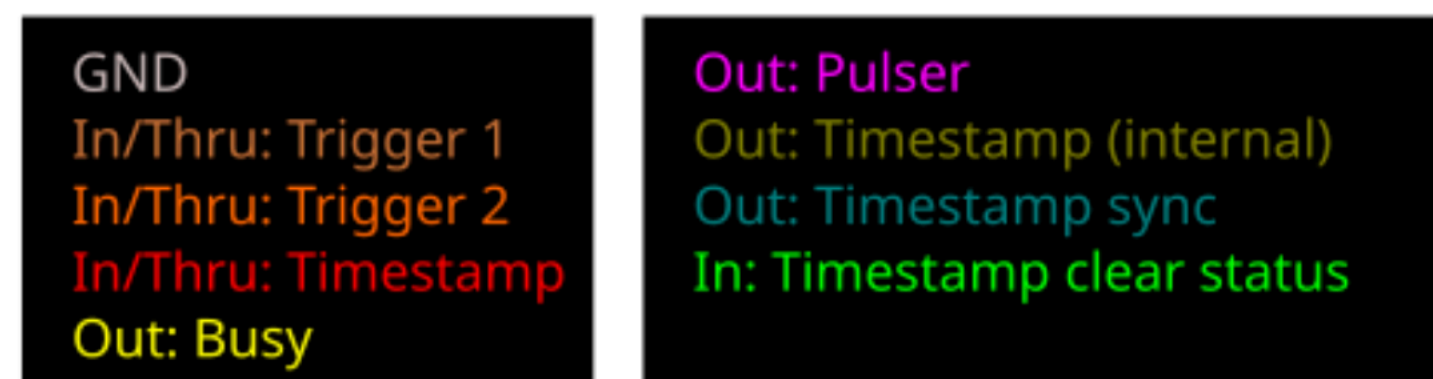 GND
In/Thru: Trigger 1
In/Thru: Trigger 2
In/Thru: Timestamp
Out: Busy
Out: Pulser
Out: Timestamp (internal)
Out: Timestamp sync
In: Timestamp clear status